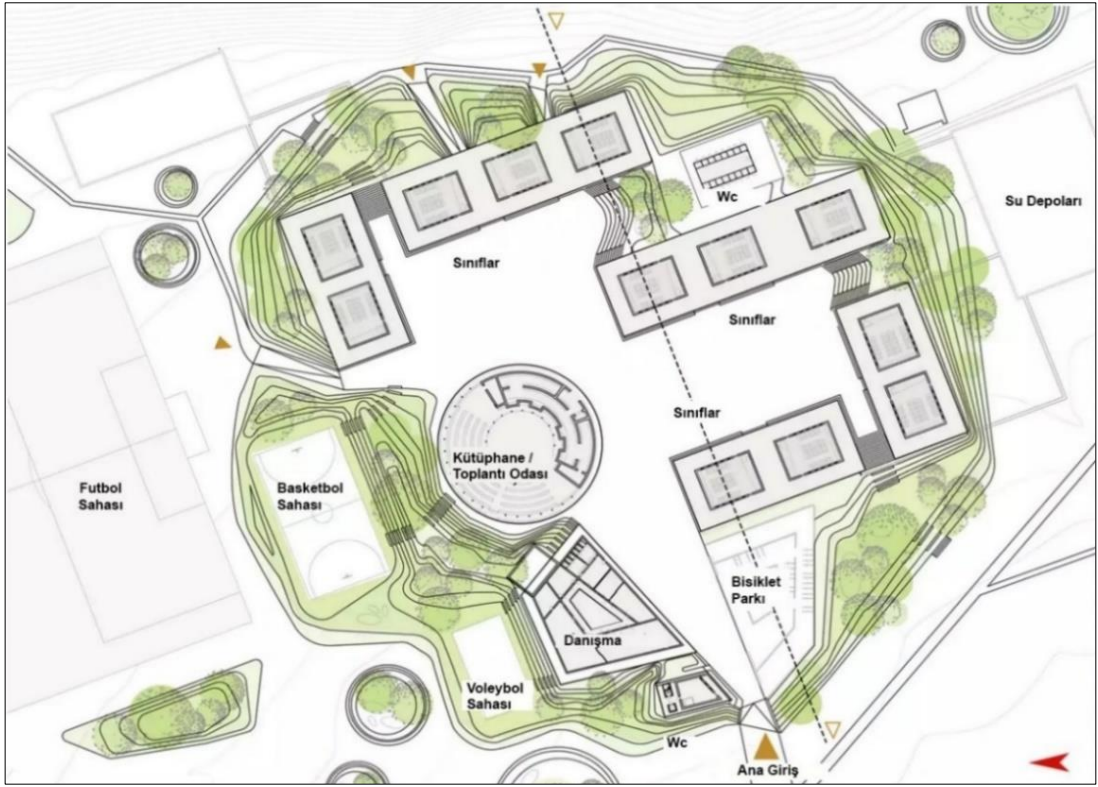 Wc
Su Depoları
Sınıflar
Sınıflar
Sınıflar
Kütüphane /
Toplantı Odası
Futbol
Sahası
Basketbol
Sahası
Bisiklet
Parkı
Danışma
Voleybol
Sahası
Wc
Ana Giriş